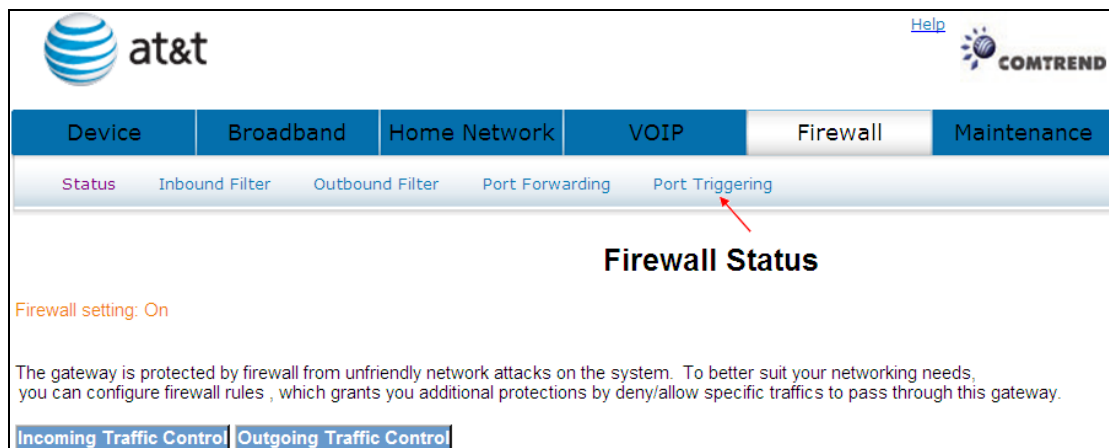 at&t
Help
COMTREND
Device Broadband Home Network VOIP Firewall Maintenance
Status Inbound Filter Outbound Filter Port Forwarding Port Triggering
Firewall Status
Firewall setting: On
The gateway is protected by firewall from unfriendly network attacks on the system. To better suit your networking needs,
you can configure firewall rules , which grants you additional protections by deny/allow specific traffics to pass through this gateway.
Incoming Traffic Control Outgoing Traffic Control